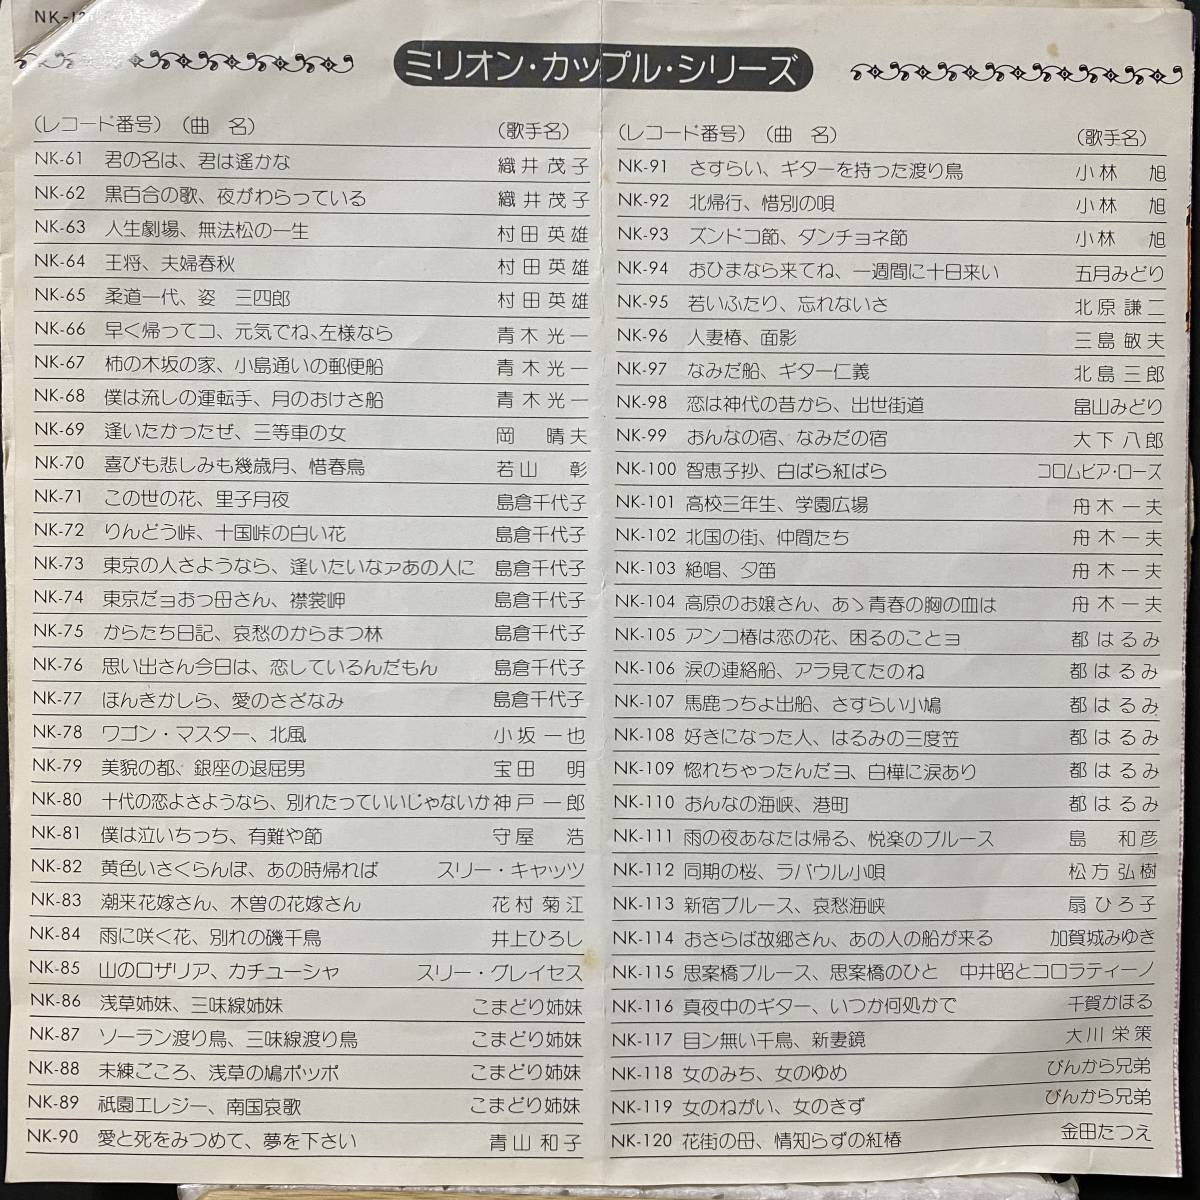 NK-12
ミリオン・カップル・シリーズ
(レコード番号) (曲 名) (歌手名)
NK-61 君の名は、君は遙かな 織井茂子
NK-62 黒百合の歌、夜がわらっている 織井茂子
NK-63 人生劇場、無法松の一生 村田英雄
NK-64 王将、夫婦春秋 村田英雄
NK-65 柔道一代、姿 三四郎 村田英雄
NK-66 早く帰ってコ、元気でね、左様なら 青木光一
NK-67 柿の木坂の家、小島通いの郵便船 青木光一
NK-68 僕は流しの運転手、月のおけさ船 青木光一
NK-69 逢いたかったぜ、三等車の女 岡 晴夫
NK-70 喜びも悲しみも幾歳月、惜春鳥 若山 彰
NK-71 この世の花、里子月夜 島倉千代子
NK-72 りんどう峠、十国峠の白い花 島倉千代子
NK-73 東京の人さようなら、逢いたいなァあの人に 島倉千代子
NK-74 東京だョおっ母さん、襟裳岬 島倉千代子
NK-75 からたち日記、哀愁のからまつ林 島倉千代子
NK-76 思い出さん今日は、恋しているんだもん 島倉千代子
NK-77 ほんきかしら、愛のさざなみ 島倉千代子
NK-78 ワゴン・マスター、北風 小坂一也
NK-79 美貌の都、銀座の退屈男 宝田 明
NK-80 十代の恋よさようなら、別れたっていいじゃないか 神戸一郎
NK-81 僕は泣いちっち、有難や節 守屋 浩
NK-82 黄色いさくらんぼ、あの時帰れば スリー・キャッツ
NK-83 潮来花嫁さん、木曽の花嫁さん 花村菊江
NK-84 雨に咲く花、別れの磯千鳥 井上ひろし
NK-85 山のロザリア、カチューシャ スリー・グレイセス
NK-86 浅草姉妹、三味線姉妹 こまどり姉妹
NK-87 ソーラン渡り鳥、三味線渡り鳥 こまどり姉妹
NK-88 未練ごころ、浅草の鳩ポッポ こまどり姉妹
NK-89 祇園エレジー、南国哀歌 こまどり姉妹
NK-90 愛と死をみつめて、夢を下さい 青山和子
(レコード番号) (曲 名) (歌手名)
NK-91 さすらい、ギターを持った渡り鳥 小林 旭
NK-92 北帰行、惜別の唄 小林 旭
NK-93 ズンドコ節、ダンチョネ節 小林 旭
NK-94 おひまなら来てね、一週間に十日来い 五月みどり
NK-95 若いふたり、忘れないさ 北原謙二
NK-96 人妻椿、面影 三島敏夫
NK-97 なみだ船、ギター仁義 北島三郎
NK-98 恋は神代の昔から、出世街道 畠山みどり
NK-99 おんなの宿、なみだの宿 大下八郎
NK-100 智恵子抄、白ばら紅ばら コロムビア・ローズ
NK-101 高校三年生、学園広場 舟木一夫
NK-102 北国の街、仲間たち 舟木一夫
NK-103 絶唱、夕笛 舟木一夫
NK-104 高原のお嬢さん、あゝ青春の胸の血は 舟木一夫
NK-105 アンコ椿は恋の花、困るのことヨ 都はるみ
NK-106 涙の連絡船、アラ見てたのね 都はるみ
NK-107 馬鹿っちょ出船、さすらい小鳩 都はるみ
NK-108 好きになった人、はるみの三度笠 都はるみ
NK-109 惚れちゃったんだヨ、白樺に涙あり 都はるみ
NK-110 おんなの海峡、港町 都はるみ
NK-111 雨の夜あなたは帰る、悦楽のブルース 島 和彦
NK-112 同期の桜、ラバウル小唄 松方弘樹
NK-113 新宿ブルース、哀愁海峡 扇ひろ子
NK-114 おさらば故郷さん、あの人の船が来る 加賀城みゆき
NK-115 思案橋ブルース、思案橋のひと 中井昭とコロラティーノ
NK-116 真夜中のギター、いつか何処かで 千賀かほる
NK-117 目ン無い千鳥、新妻鏡 大川栄策
NK-118 女のみち、女のゆめ ぴんから兄弟
NK-119 女のねがい、女のきず ぴんから兄弟
NK-120 花街の母、情知らずの紅椿 金田たつえ